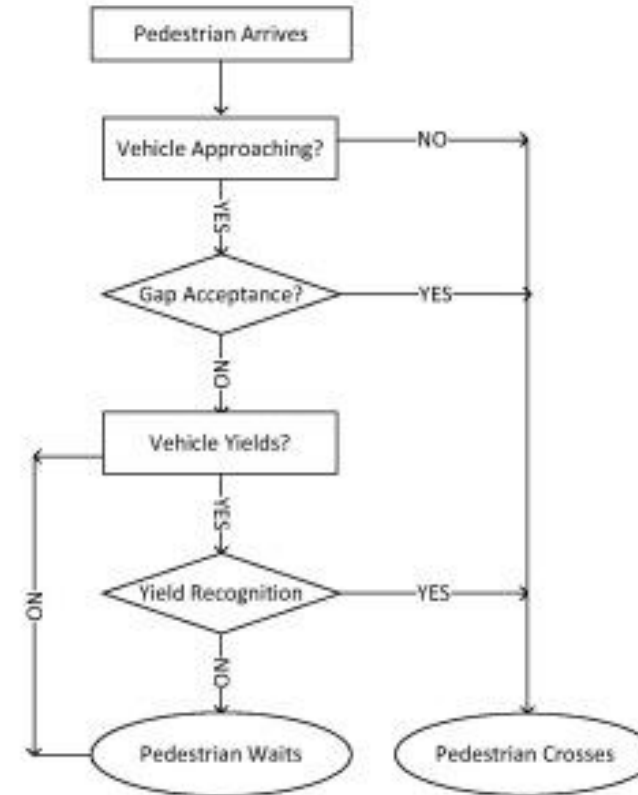 Pedestrian Arrives
Vehicle Approaching?
NO
YES
Gap Acceptance?
YES
NO
Vehicle Yields?
YES
NO
Yield Recognition
YES
NO
Pedestrian Waits
Pedestrian Crosses